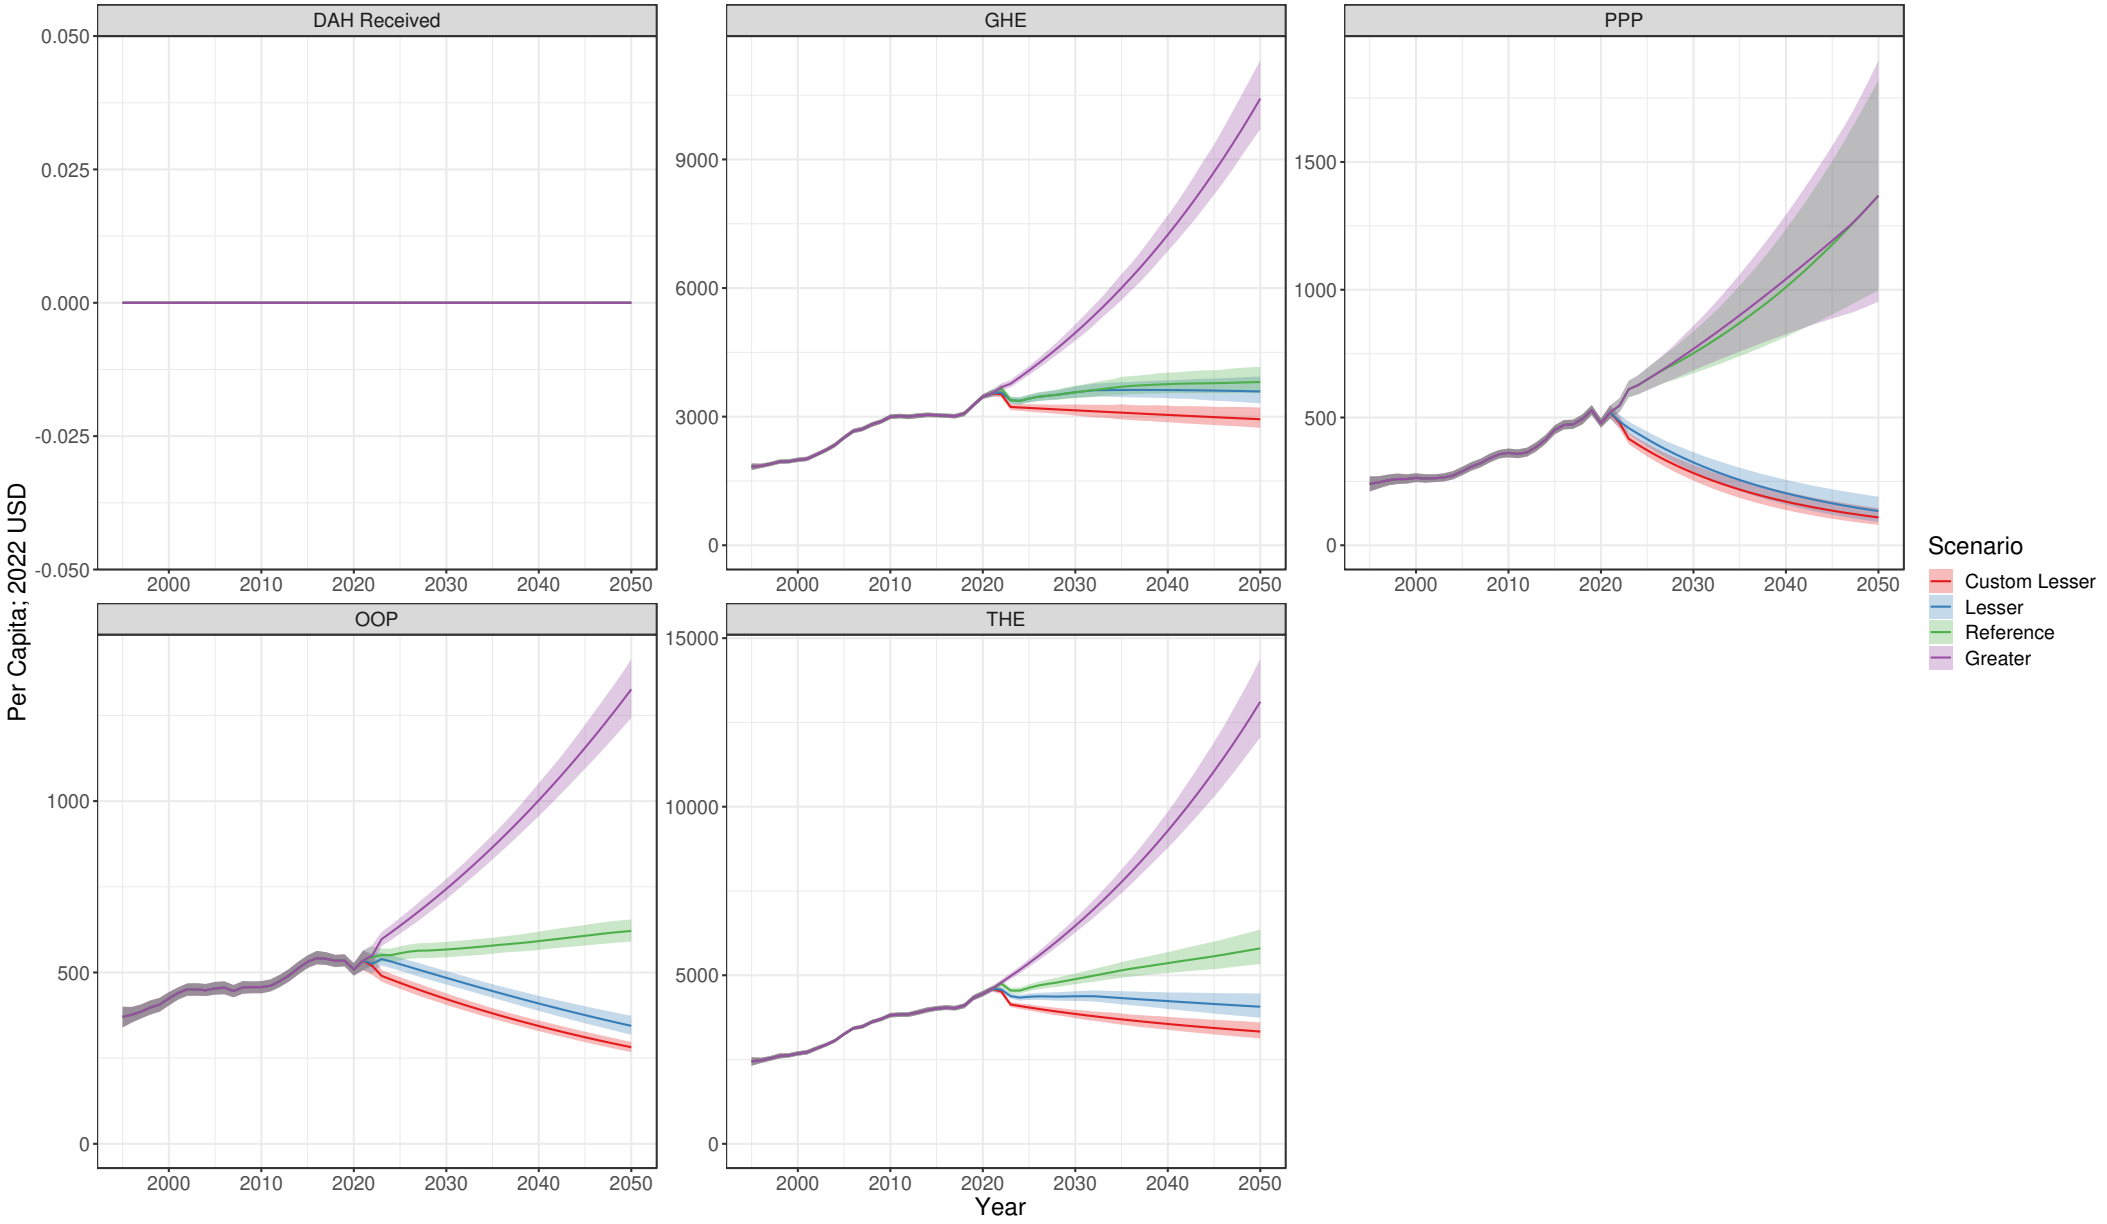 DAH Received
GHE
PPP
0.050
0.025
0.000
-0.025
-0.050
2000 2010 2020 2030 2040 2050
9000
6000
3000
0
2000 2010 2020 2030 2040 2050
1500
1000
500
0
2000 2010 2020 2030 2040 2050
OOP
THE
1000
500
0
2000 2010 2020 2030 2040 2050
15000
10000
5000
0
2000 2010 2020 2030 2040 2050
Per Capita; 2022 USD
Year
Scenario
Custom Lesser
Lesser
Reference
Greater